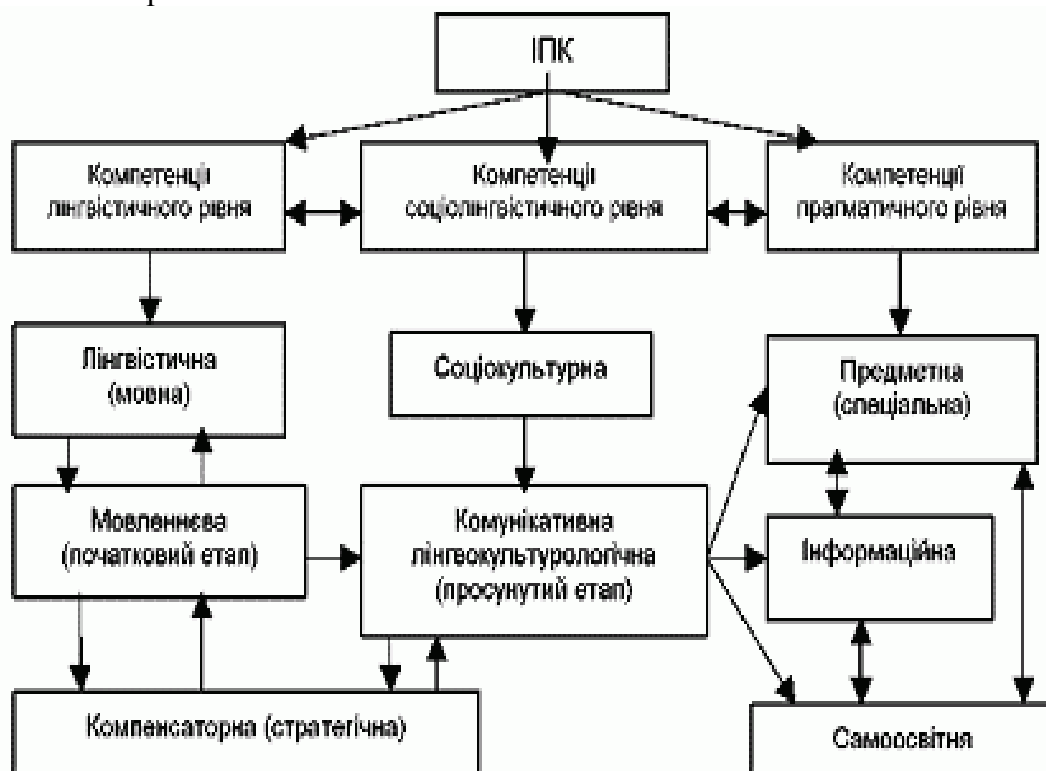 ІПК
Компетенції
лінгвістичного рівня
Компетенції
соціолінгвістичного рівня
Компетенції
прагматичного рівня
Лінгвістична
(мовна)
Соціокультурна
Предметна
(спеціальна)
Мовленнєва
(початковий етап)
Комунікативна
лінгвокультурологічна
(просунутий етап)
Інформаційна
Компенсаторна (стратегічна)
Самоосвітня